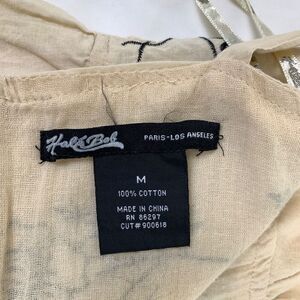 Hale Bob
PARIS-LOS ANGELES
M
100% COTTON
MADE IN CHINA
RN 86297
CUT# 900618